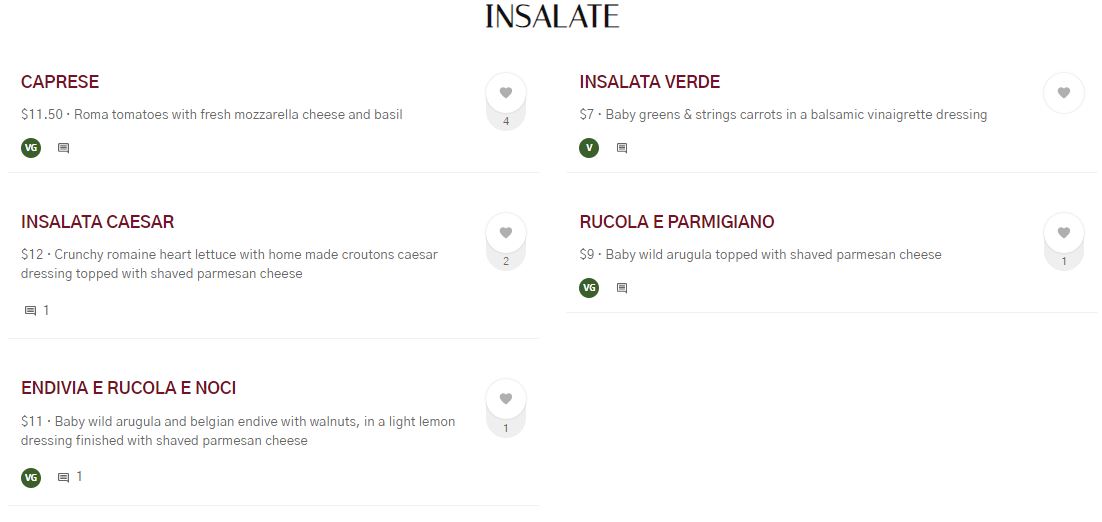 INSALATE
CAPRESE
$11.50 · Roma tomatoes with fresh mozzarella cheese and basil
4
VG
INSALATA VERDE
$7 · Baby greens & strings carrots in a balsamic vinaigrette dressing
V
INSALATA CAESAR
$12 · Crunchy romaine heart lettuce with home made croutons caesar
dressing topped with shaved parmesan cheese
2
1
RUCOLA E PARMIGIANO
$9 · Baby wild arugula topped with shaved parmesan cheese
1
VG
ENDIVIA E RUCOLA E NOCI
$11 · Baby wild arugula and belgian endive with walnuts, in a light lemon
dressing finished with shaved parmesan cheese
1
VG 1